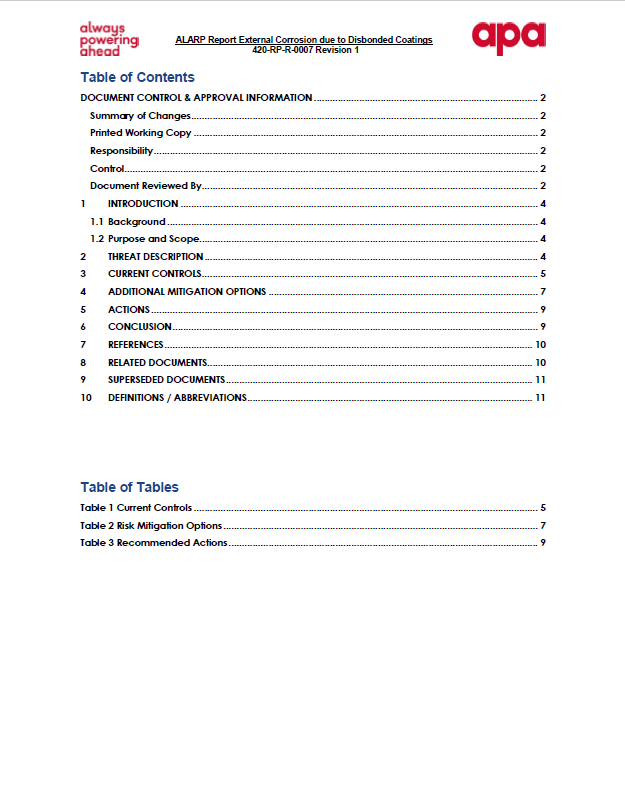 always
powering
ahead
ALARP Report External Corrosion due to Disbonded Coatings
420-RP-R-0007 Revision 1
apa
Table of Contents
DOCUMENT CONTROL & APPROVAL INFORMATION 2
Summary of Changes 2
Printed Working Copy 2
Responsibility 2
Control 2
Document Reviewed By 2
1 INTRODUCTION 4
1.1 Background 4
1.2 Purpose and Scope 4
2 THREAT DESCRIPTION 4
3 CURRENT CONTROLS 5
4 ADDITIONAL MITIGATION OPTIONS 7
5 ACTIONS 9
6 CONCLUSION 9
7 REFERENCES 10
8 RELATED DOCUMENTS 10
9 SUPERSEDED DOCUMENTS 11
10 DEFINITIONS / ABBREVIATIONS 11
Table of Tables
Table 1 Current Controls 5
Table 2 Risk Mitigation Options 7
Table 3 Recommended Actions 9